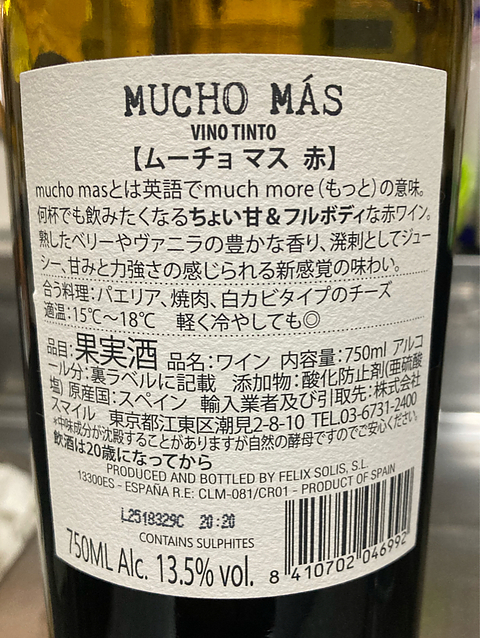 MUCHO MÁS
VINO TINTO
【ムーチョ マス 赤】
mucho masとは英語でmuch more（もっと）の意味。
何杯でも飲みたくなるちょい甘＆フルボディな赤ワイン。
熟したベリーやヴァニラの豊かな香り、溌剌としてジュー
シー、甘みと力強さの感じられる新感覚の味わい。
合う料理：パエリア、焼肉、白カビタイプのチーズ
適温：15℃～18℃ 軽く冷やしても◎
品目：果実酒 品名：ワイン 内容量：750ml アルコ
ール分：裏ラベルに記載 添加物：酸化防止剤（亜硫酸
塩） 原産国：スペイン 輸入業者及び引取先：株式会社
スマイル 東京都江東区潮見2-8-10 TEL.03-6731-2400
*中味成分が沈殿することがありますが自然の酵母ですのでご安心ください。
飲酒は20歳になってから
PRODUCED AND BOTTLED BY FELIX SOLIS, S.L
13300ES - ESPAÑA R.E: CLM-081/CR01 - PRODUCT OF SPAIN
L2518329C 20:20
CONTAINS SULPHITES
750ML Alc. 13.5% vol.
8 410702 046992